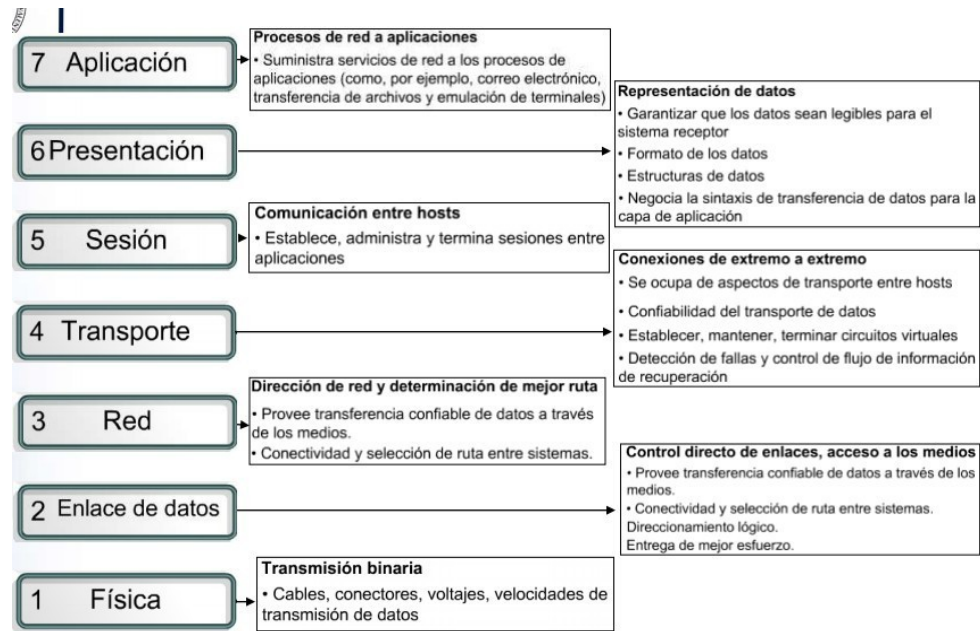 7 Aplicación
Procesos de red a aplicaciones
• Suministra servicios de red a los procesos de
aplicaciones (como, por ejemplo, correo electrónico,
transferencia de archivos y emulación de terminales)
6 Presentación
Representación de datos
• Garantizar que los datos sean legibles para el
sistema receptor
• Formato de los datos
• Estructuras de datos
• Negocia la sintaxis de transferencia de datos para la
capa de aplicación
5 Sesión
Comunicación entre hosts
• Establece, administra y termina sesiones entre
aplicaciones
4 Transporte
Conexiones de extremo a extremo
• Se ocupa de aspectos de transporte entre hosts
• Confiabilidad del transporte de datos
• Establecer, mantener, terminar circuitos virtuales
• Detección de fallas y control de flujo de información
de recuperación
3 Red
Dirección de red y determinación de mejor ruta
• Provee transferencia confiable de datos a través
de los medios.
• Conectividad y selección de ruta entre sistemas.
2 Enlace de datos
Control directo de enlaces, acceso a los medios
• Provee transferencia confiable de datos a través de los
medios.
• Conectividad y selección de ruta entre sistemas.
Direccionamiento lógico.
Entrega de mejor esfuerzo.
1 Física
Transmisión binaria
• Cables, conectores, voltajes, velocidades de
transmisión de datos